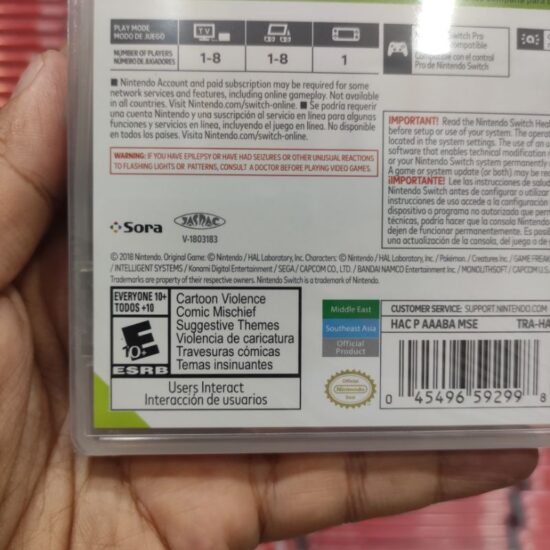 PLAY MODE
MODO DE JUEGO
TV
NUMBER OF PLAYERS
NÚMERO DE JUGADORES
1-8
1-8
1
Switch Pro
compatible
Compatible con el control
Pro de Nintendo Switch
■ Nintendo Account and paid subscription may be required for some
network services and features, including online gameplay. Not available
in all countries. Visit Nintendo.com/switch-online. ■ Se podría requerir
una cuenta Nintendo y una suscripción al servicio en línea para algunas
funciones y servicios en línea, incluyendo el juego en línea. No disponible
en todos los países. Visita Nintendo.com/switch-online.
WARNING: IF YOU HAVE EPILEPSY OR HAVE HAD SEIZURES OR OTHER UNUSUAL REACTIONS
TO FLASHING LIGHTS OR PATTERNS, CONSULT A DOCTOR BEFORE PLAYING VIDEO GAMES.
IMPORTANT! Read the Nintendo Switch Heal
before setup or use of your system. The opera
located in the system settings. The use of an u
software that enables technical modification
or your Nintendo Switch system permanently
A game or system update (or both) may be re
¡IMPORTANTE! Lee las instrucciones de salud
Nintendo Switch antes de configurar o utilizar
instrucciones de uso accede a la configuración
dispositivo o programa no autorizado que perm
técnicas, podría hacer que la consola Nintendo
dejen de funcionar permanentemente. Es posib
una actualización de la consola, del juego o de
Sora
JASRAC
V-1803183
© 2018 Nintendo. Original Game: © Nintendo / HAL Laboratory, Inc. Characters: © Nintendo / HAL Laboratory, Inc. / Pokémon. / Creatures Inc. / GAME FREAK
/ INTELLIGENT SYSTEMS / Konami Digital Entertainment / SEGA / CAPCOM CO., LTD. / BANDAI NAMCO Entertainment Inc. / MONOLITHSOFT / CAPCOM U.S.
Trademarks are property of their respective owners. Nintendo Switch is a trademark of Nintendo.
EVERYONE 10+
TODOS +10
E
10+
ESRB
Cartoon Violence
Comic Mischief
Suggestive Themes
Violencia de caricatura
Travesuras cómicas
Temas insinuantes
Users Interact
Interacción de usuarios
Middle East
Southeast Asia
Official
Product
Official
Nintendo
Seal
CUSTOMER SERVICE: SUPPORT.NINTENDO.COM
HAC P AAABA MSE
TRA-HA
0 45496 59299 8